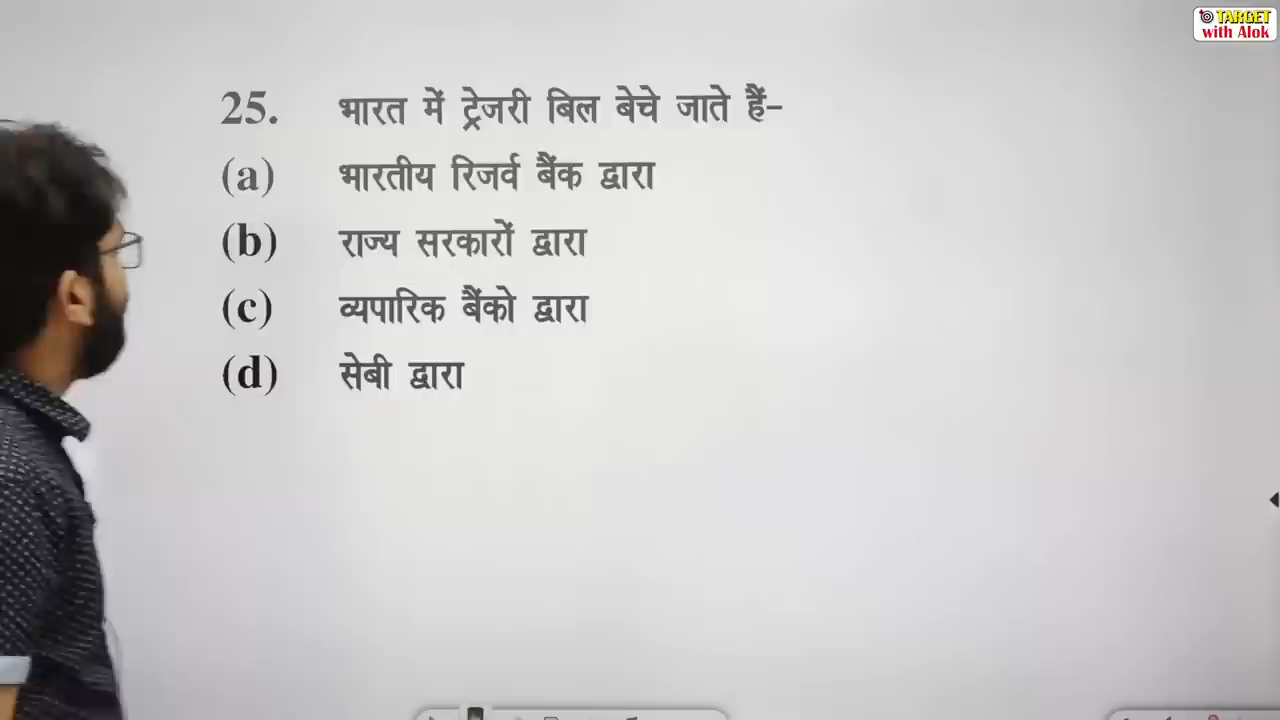 TARGET
with Alok
25. भारत में ट्रेजरी बिल बेचे जाते हैं-
(a) भारतीय रिजर्व बैंक द्वारा
(b) राज्य सरकारों द्वारा
(c) व्यपारिक बैंको द्वारा
(d) सेबी द्वारा